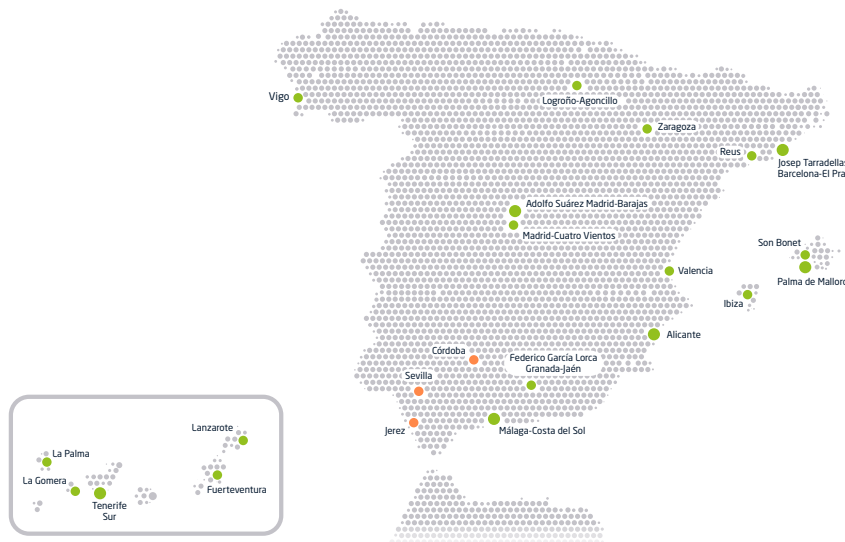 Vigo
Logroño-Agoncillo
Zaragoza
Reus
Josep Tarradellas
Barcelona-El Pra
Adolfo Suárez Madrid-Barajas
Madrid-Cuatro Vientos
Son Bonet
Valencia
Palma de Mallorc
Ibiza
Alicante
Córdoba
Federico García Lorca
Granada-Jaén
Sevilla
Jerez
Málaga-Costa del Sol
Lanzarote
La Palma
La Gomera
Fuerteventura
Tenerife
Sur